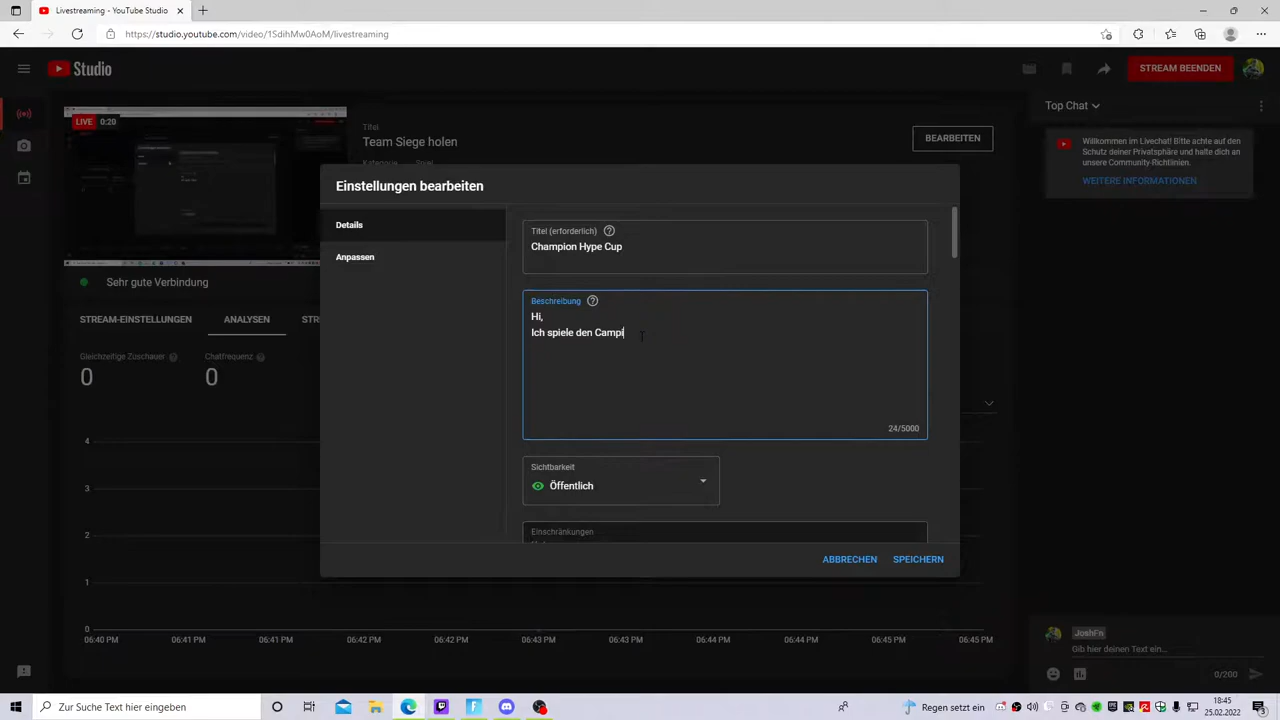 Livestreaming - YouTube Studio
https://studio.youtube.com/video/1SdihMw0AoM/livestreaming
Studio
STREAM BEENDEN
LIVE 0:20
Titel
Team Siege holen
Kategorie Spiel
BEARBEITEN
Top Chat
Willkommen im Livechat! Bitte achte auf den
Schutz deiner Privatsphäre und halte dich an
unsere Community-Richtlinien.
WEITERE INFORMATIONEN
Einstellungen bearbeiten
Details
Anpassen
Titel (erforderlich)
Champion Hype Cup
Beschreibung
Hi,
Ich spiele den Campi
24/5000
Sichtbarkeit
Öffentlich
Einschränkungen
ABBRECHEN
SPEICHERN
Sehr gute Verbindung
STREAM-EINSTELLUNGEN
ANALYSEN
STR
Gleichzeitige Zuschauer
Chatfrequenz
0
0
4
3
2
1
0
06:40 PM
06:41 PM
06:41 PM
06:42 PM
06:42 PM
06:43 PM
06:43 PM
06:44 PM
06:44 PM
06:45 PM
06:45 PM
JoshFn
Gib hier deinen Text ein...
0/200
Zur Suche Text hier eingeben
Regen setzt ein
18:45
25.02.2022